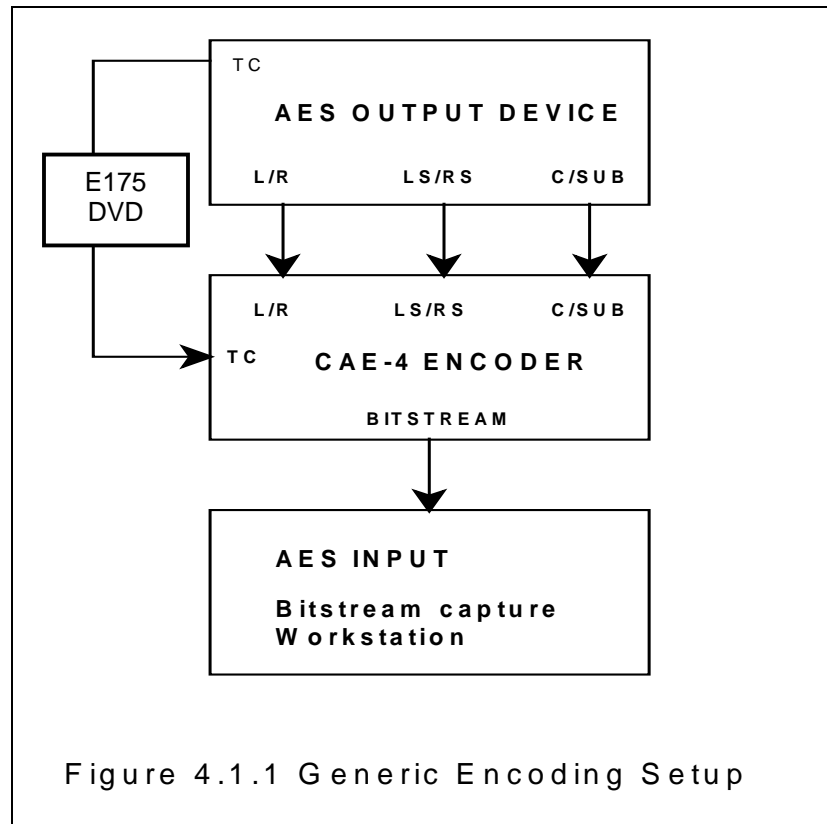 TC
AES OUTPUT DEVICE
L/R LS/RS C/SUB
E175
DVD
L/R LS/RS C/SUB
TC CAE-4 ENCODER
BITSTREAM
AES INPUT
Bitstream capture
Workstation
Figure 4.1.1 Generic Encoding Setup